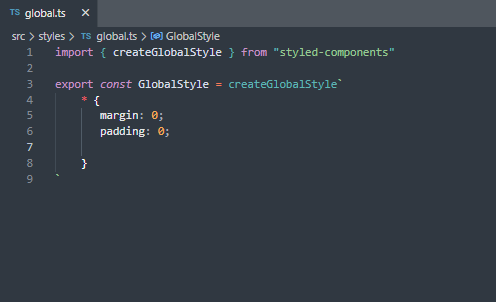 TS global.ts ×
src > styles > TS global.ts > GlobalStyle
1 import { createGlobalStyle } from "styled-components"
2
3 export const GlobalStyle = createGlobalStyle`
4 * {
5 margin: 0;
6 padding: 0;
7
8 }
9 `